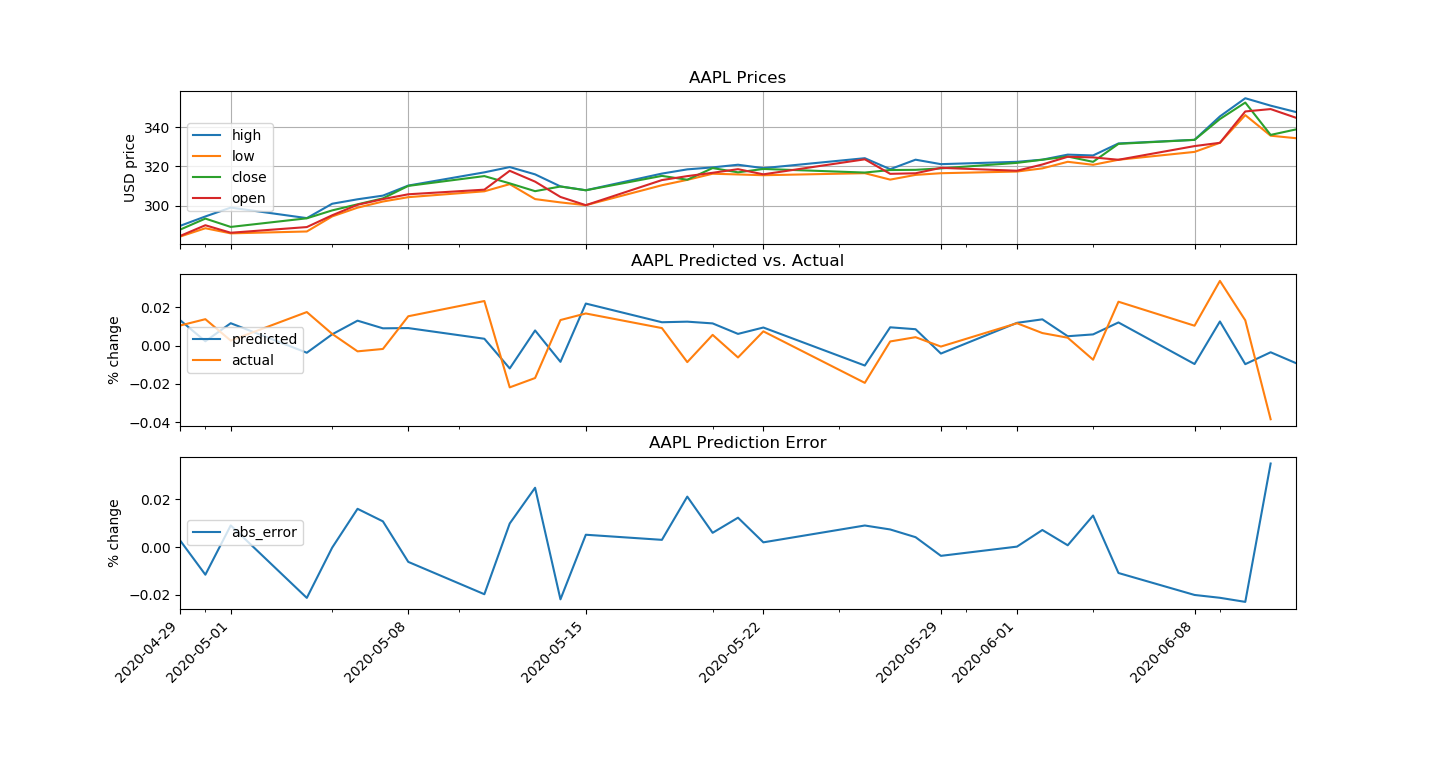 AAPL Prices
USD price
340
320
300
high
low
close
open
AAPL Predicted vs. Actual
% change
0.02
0.00
−0.02
−0.04
predicted
actual
AAPL Prediction Error
% change
0.02
0.00
−0.02
abs_error
2020-04-29
2020-05-01
2020-05-08
2020-05-15
2020-05-22
2020-05-29
2020-06-01
2020-06-08